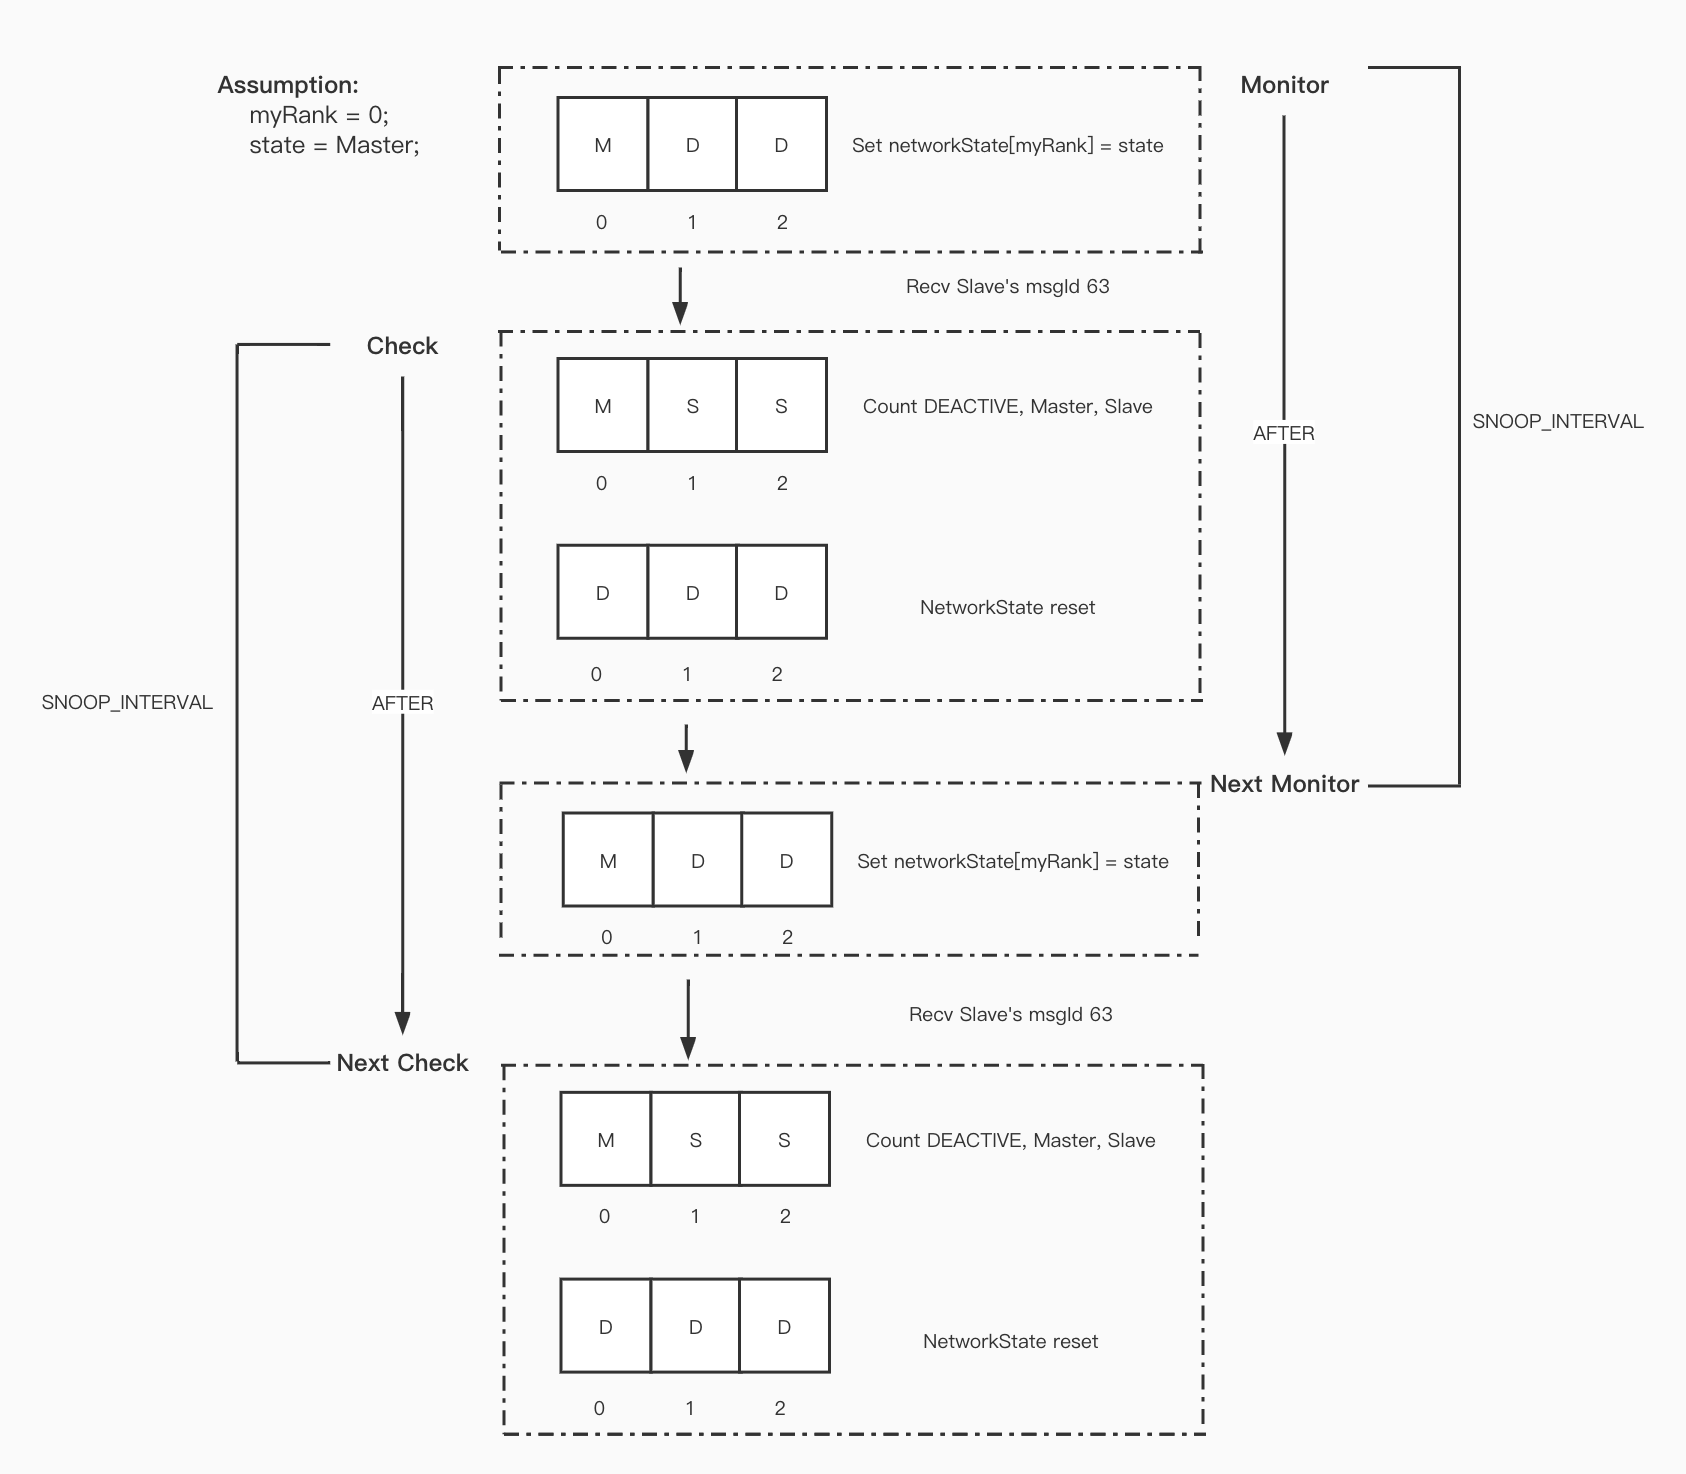 Assumption:
myRank = 0;
state = Master;
Monitor
M D D
Set networkState[myRank] = state
0 1 2
Recv Slave's msgId 63
Check
M S S
Count DEACTIVE, Master, Slave
AFTER
SNOOP_INTERVAL
0 1 2
D D D
NetworkState reset
0 1 2
SNOOP_INTERVAL
AFTER
Next Monitor
M D D
Set networkState[myRank] = state
0 1 2
Recv Slave's msgId 63
Next Check
M S S
Count DEACTIVE, Master, Slave
0 1 2
D D D
NetworkState reset
0 1 2